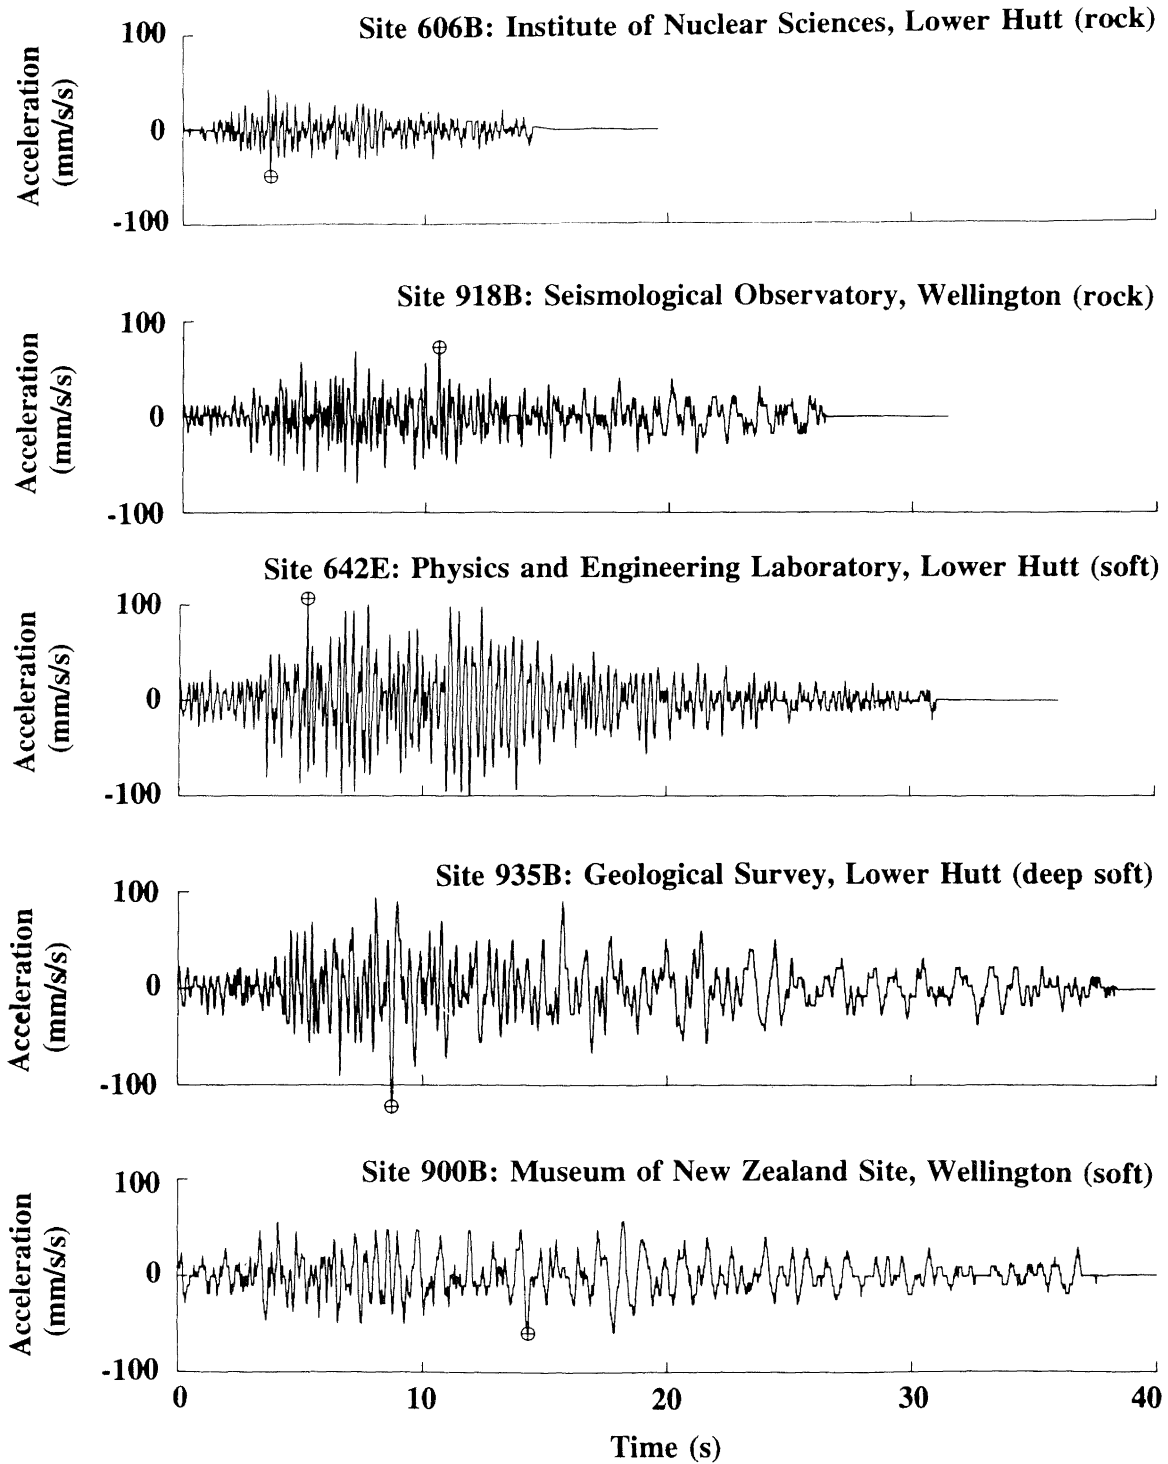 Site 606B: Institute of Nuclear Sciences, Lower Hutt (rock)
100
0
-100
Acceleration
(mm/s/s)
Site 918B: Seismological Observatory, Wellington (rock)
100
0
-100
Acceleration
(mm/s/s)
Site 642E: Physics and Engineering Laboratory, Lower Hutt (soft)
100
0
-100
Acceleration
(mm/s/s)
Site 935B: Geological Survey, Lower Hutt (deep soft)
100
0
-100
Acceleration
(mm/s/s)
Site 900B: Museum of New Zealand Site, Wellington (soft)
100
0
-100
Acceleration
(mm/s/s)
0 10 20 30 40
Time (s)